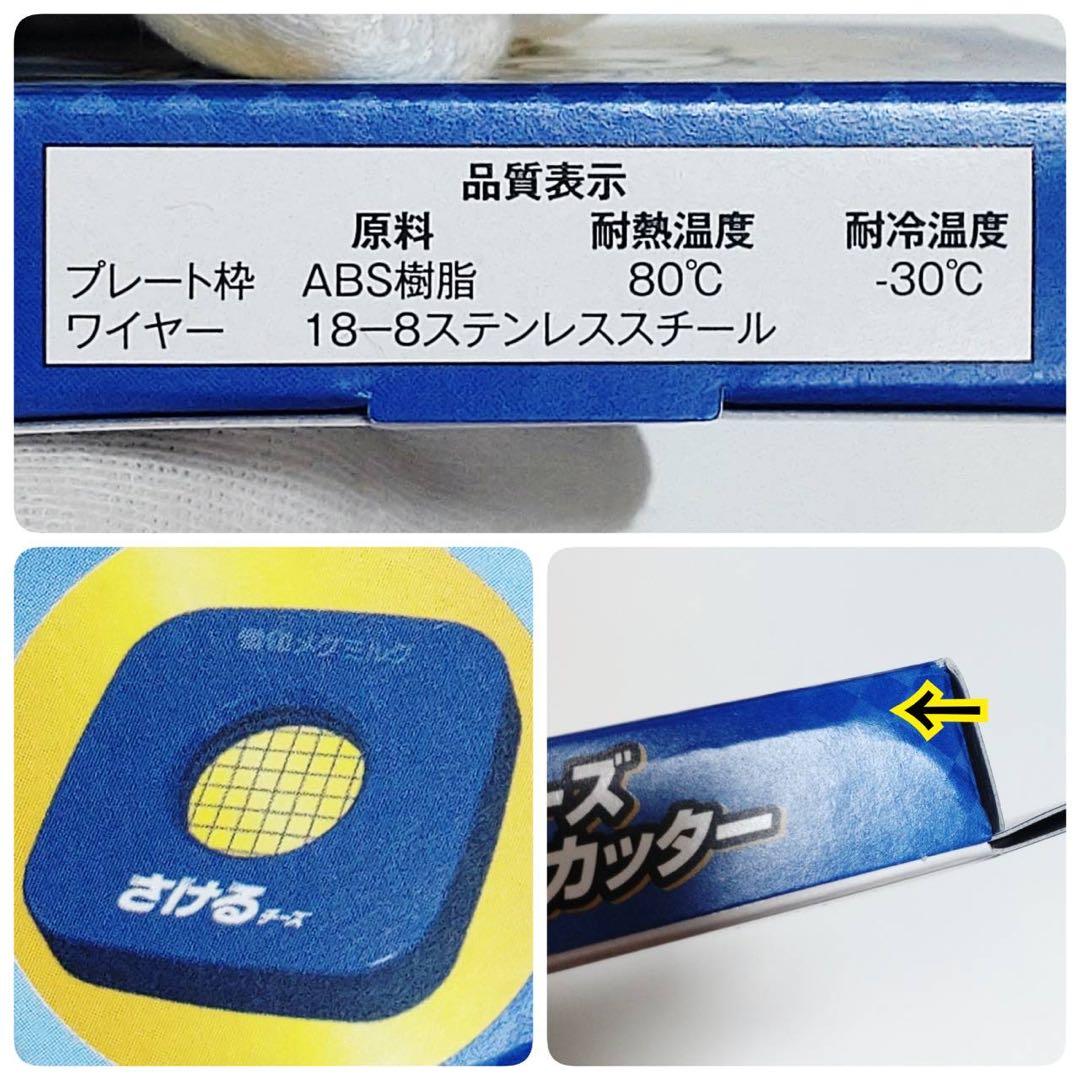 品質表示
原料 耐熱温度 耐冷温度
プレート枠 ABS樹脂 80℃ -30℃
ワイヤー 18-8ステンレススチール
雪印メグミルク
さけるチーズ
ーズ
カッター